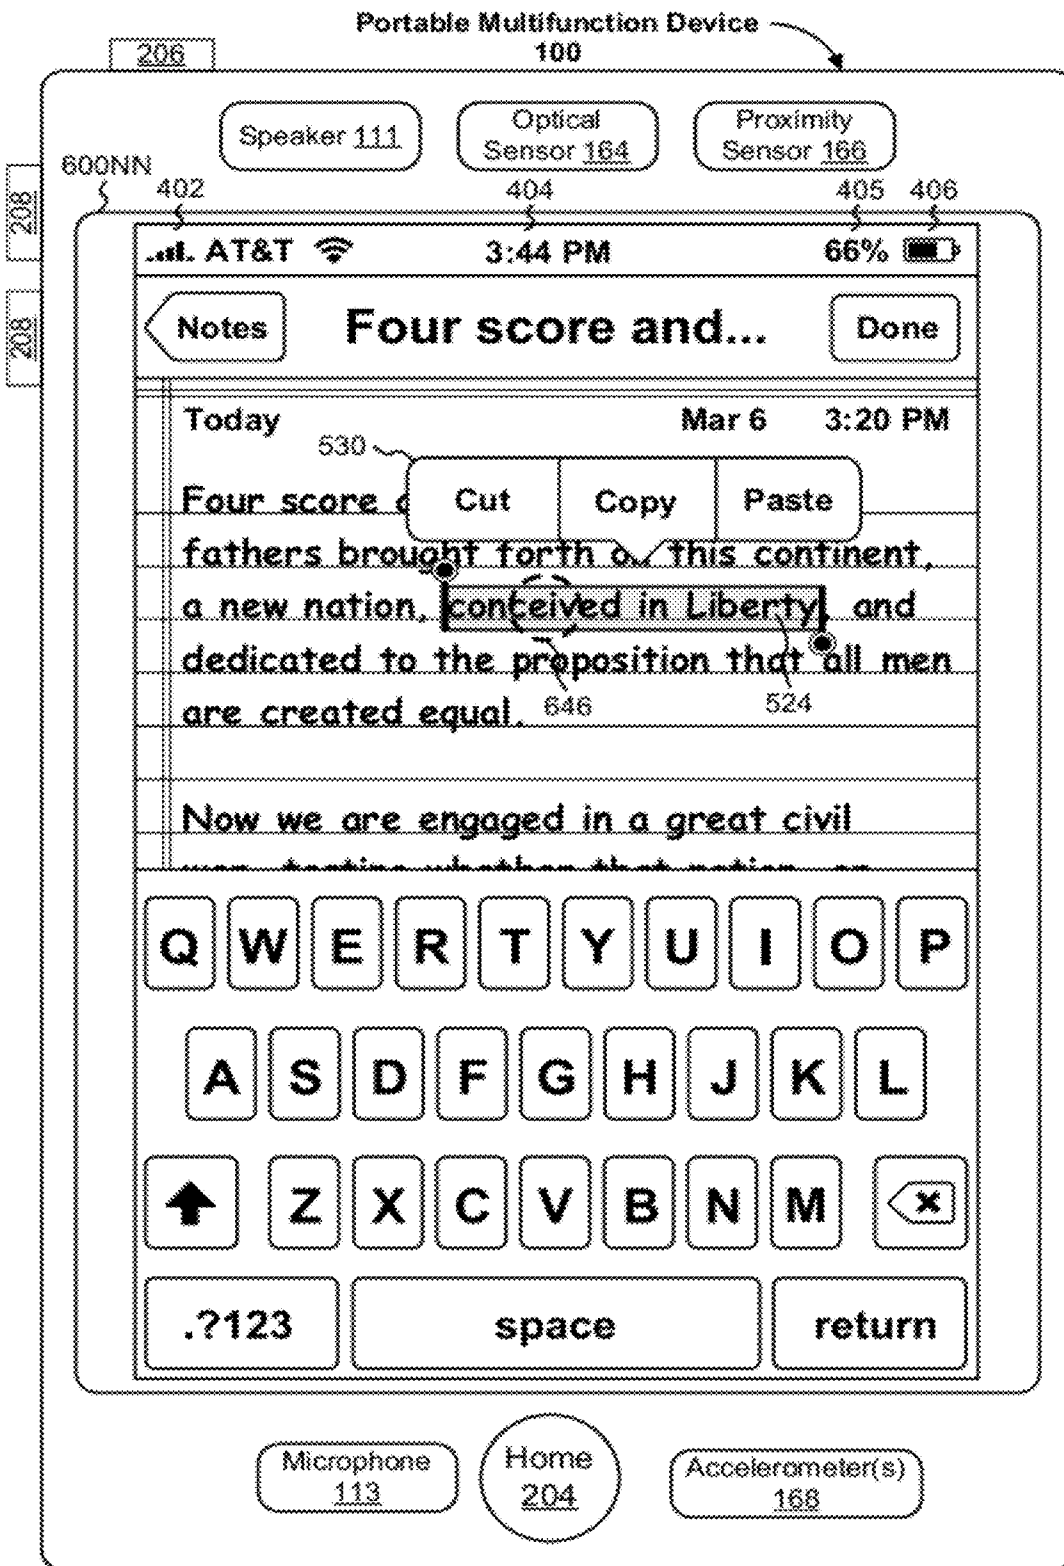 Portable Multifunction Device
100
206
Speaker 111
Optical
Sensor 164
Proximity
Sensor 166
600NN
402
404
405
406
208
208
AT&T
3:44 PM
66%
Notes
Four score and...
Done
Today
Mar 6
3:20 PM
530
Cut
Copy
Paste
Four score
fathers brought forth this continent,
a new nation, conceived in Liberty, and
dedicated to the proposition that all men
646
524
are created equal.
Now we are engaged in a great civil
Q W E R T Y U I O P
A S D F G H J K L
Z X C V B N M
.?123
space
return
Microphone
113
Home
204
Accelerometer(s)
168